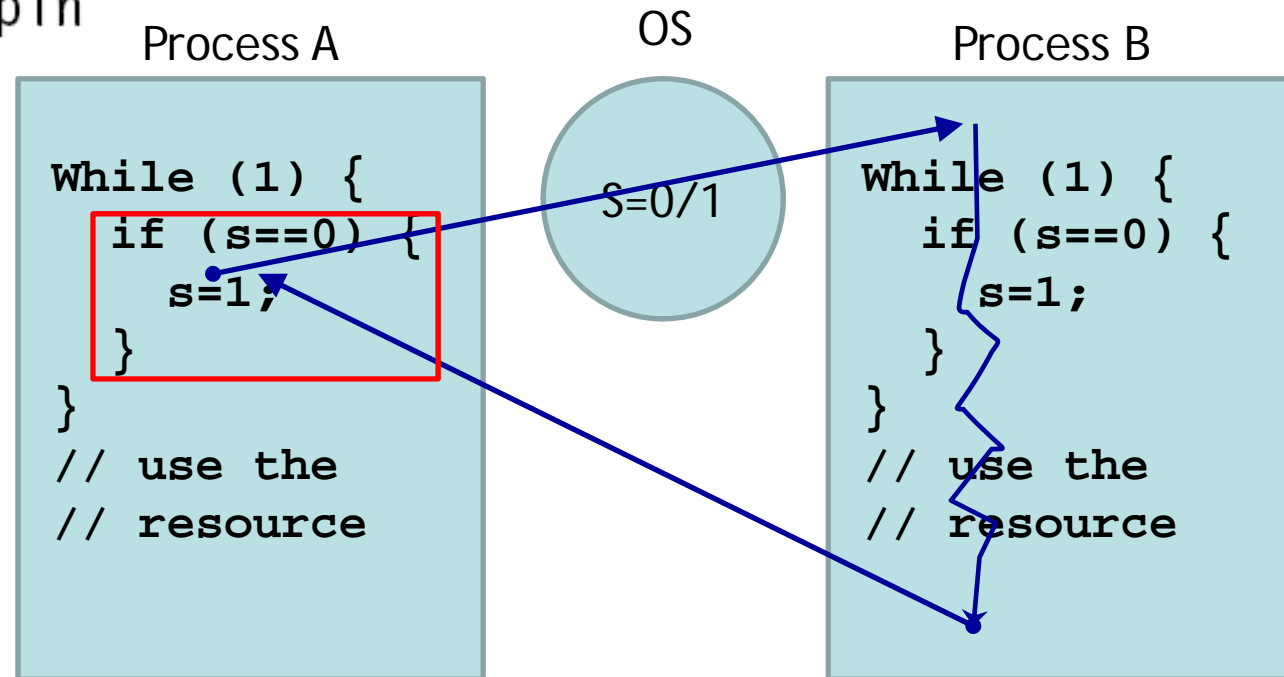 Process A
OS
Process B
While (1) {
if (s==0) {
s=1;
}
}
// use the
// resource
S=0/1
While (1) {
if (s==0) {
s=1;
}
}
// use the
// resource